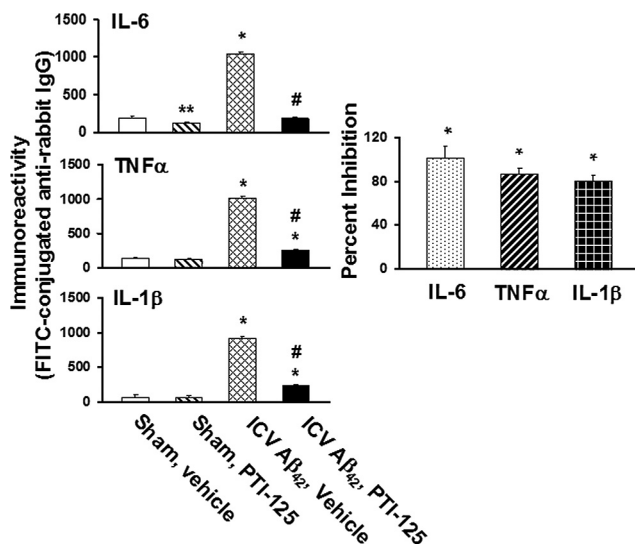 Immunoreactivity
(FITC-conjugated anti-rabbit IgG)
IL-6
1500
1000
500
0
**
*
#
TNFα
1500
1000
500
0
*
#
*
IL-1β
1500
1000
500
0
*
#
*
Sham, vehicle
Sham, PTI-125
ICV Aβ42, Vehicle
ICV Aβ42, PTI-125
Percent Inhibition
120
80
40
0
*
*
*
IL-6 TNFα IL-1β